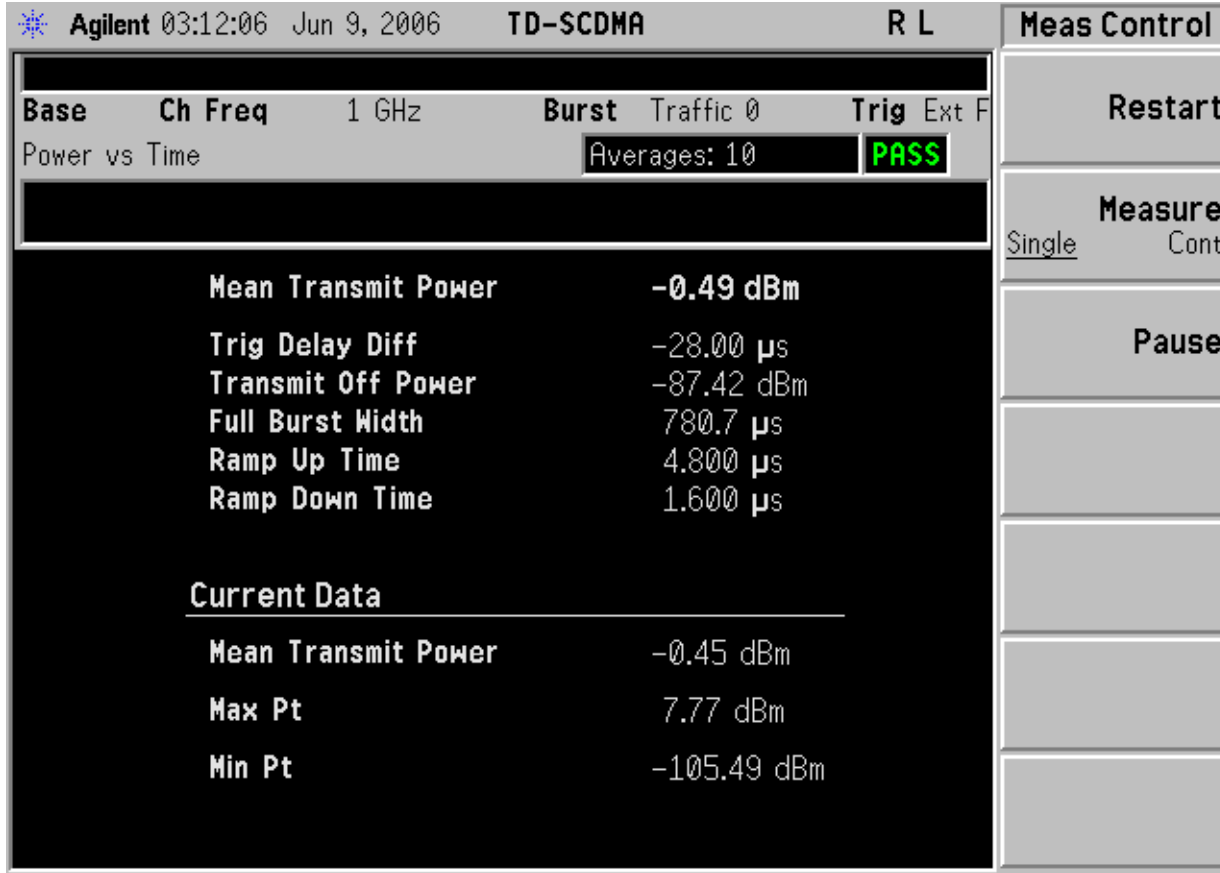 Agilent 03:12:06 Jun 9, 2006 TD-SCDMA R L Meas Control
Base Ch Freq 1 GHz Burst Traffic 0 Trig Ext F
Restart
Power vs Time Averages: 10 PASS
Measure
Single Cont
Mean Transmit Power -0.49 dBm
Trig Delay Diff -28.00 µs
Pause
Transmit Off Power -87.42 dBm
Full Burst Width 780.7 µs
Ramp Up Time 4.800 µs
Ramp Down Time 1.600 µs
Current Data
Mean Transmit Power -0.45 dBm
Max Pt 7.77 dBm
Min Pt -105.49 dBm